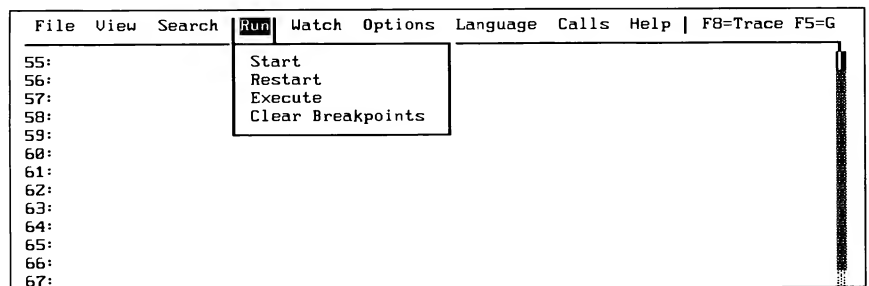 File View Search Run Watch Options Language Calls Help | F8=Trace F5=G
55: Start
56: Restart
57: Execute
58: Clear Breakpoints
59:
60:
61:
62:
63:
64:
65:
66:
67: